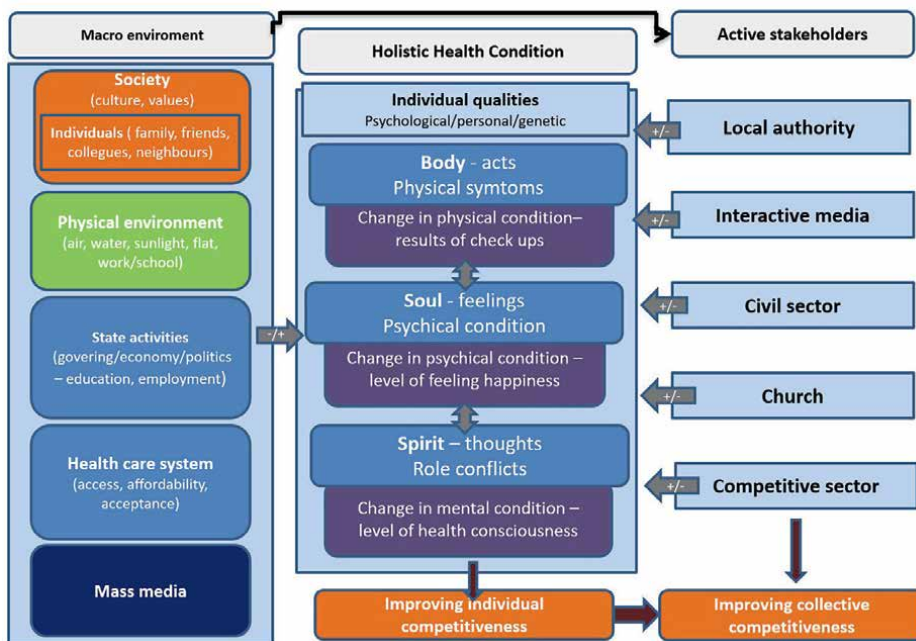 Macro enviroment
Society
(culture, values)
Individuals ( family, friends,
collegues, neighbours)
Physical environment
(air, water, sunlight, flat,
work/school)
State activities
(govering/economy/politics
– education, employment)
Health care system
(access, affordability,
acceptance)
Mass media
-/+
Holistic Health Condition
Individual qualities
Psychological/personal/genetic
Body - acts
Physical symtoms
Change in physical condition–
results of check ups
Soul - feelings
Psychical condition
Change in psychical condition –
level of feeling happiness
Spirit – thoughts
Role conflicts
Change in mental condition –
level of health consciousness
Improving individual
competitiveness
Active stakeholders
+/-
Local authority
+/-
Interactive media
+/-
Civil sector
+/-
Church
+/-
Competitive sector
Improving collective
competitiveness